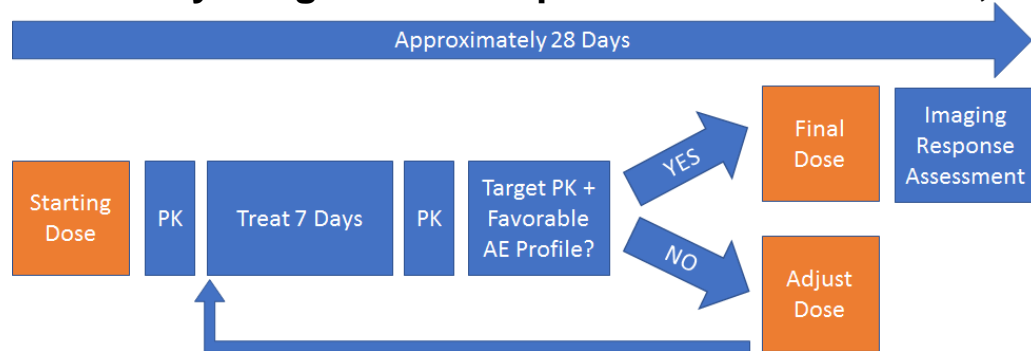 Approximately 28 Days
Starting
Dose
PK
Treat 7 Days
PK
Target PK +
Favorable
AE Profile?
YES
NO
Final
Dose
Imaging
Response
Assessment
Adjust
Dose